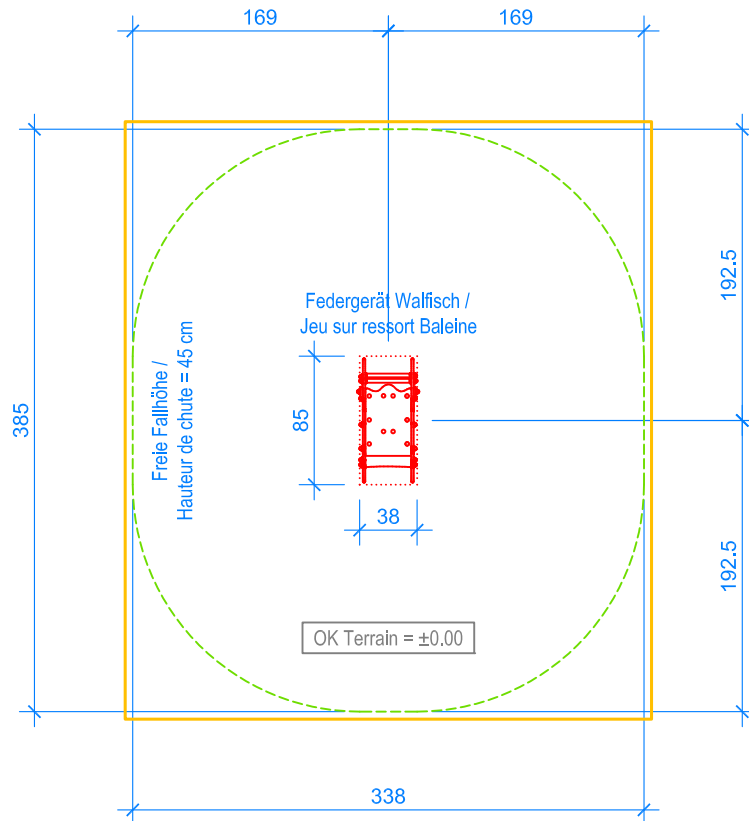 169
169
192.5
Federgerät Walfisch /
Jeu sur ressort Baleine
Freie Fallhöhe /
Hauteur de chute = 45 cm
385
85
38
192.5
OK Terrain = ±0.00
338